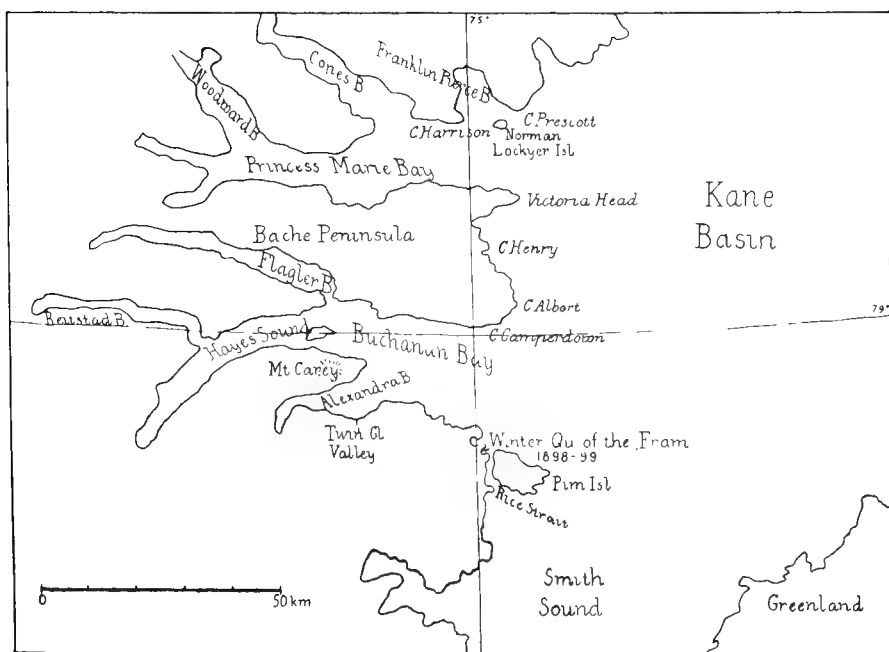 75°
Cones B
Franklin Pierce B
Woodward B
C Harrison
C. Prescott
Norman
Lockyer Isl
Princess Marie Bay
Victoria Head
Kane
Basin
Bache Peninsula
C Henry
Flagler B
C Albert
79°
Beitstad B.
Hayes Sound
Buchanun Bay
C Camperdown
Mt Carey
Alexandra B
Twin Gl
Valley
Winter Qu of the Fram
1898-99
Pim Isl
Rice Strait
Smith
Sound
Greenland
0
50 km